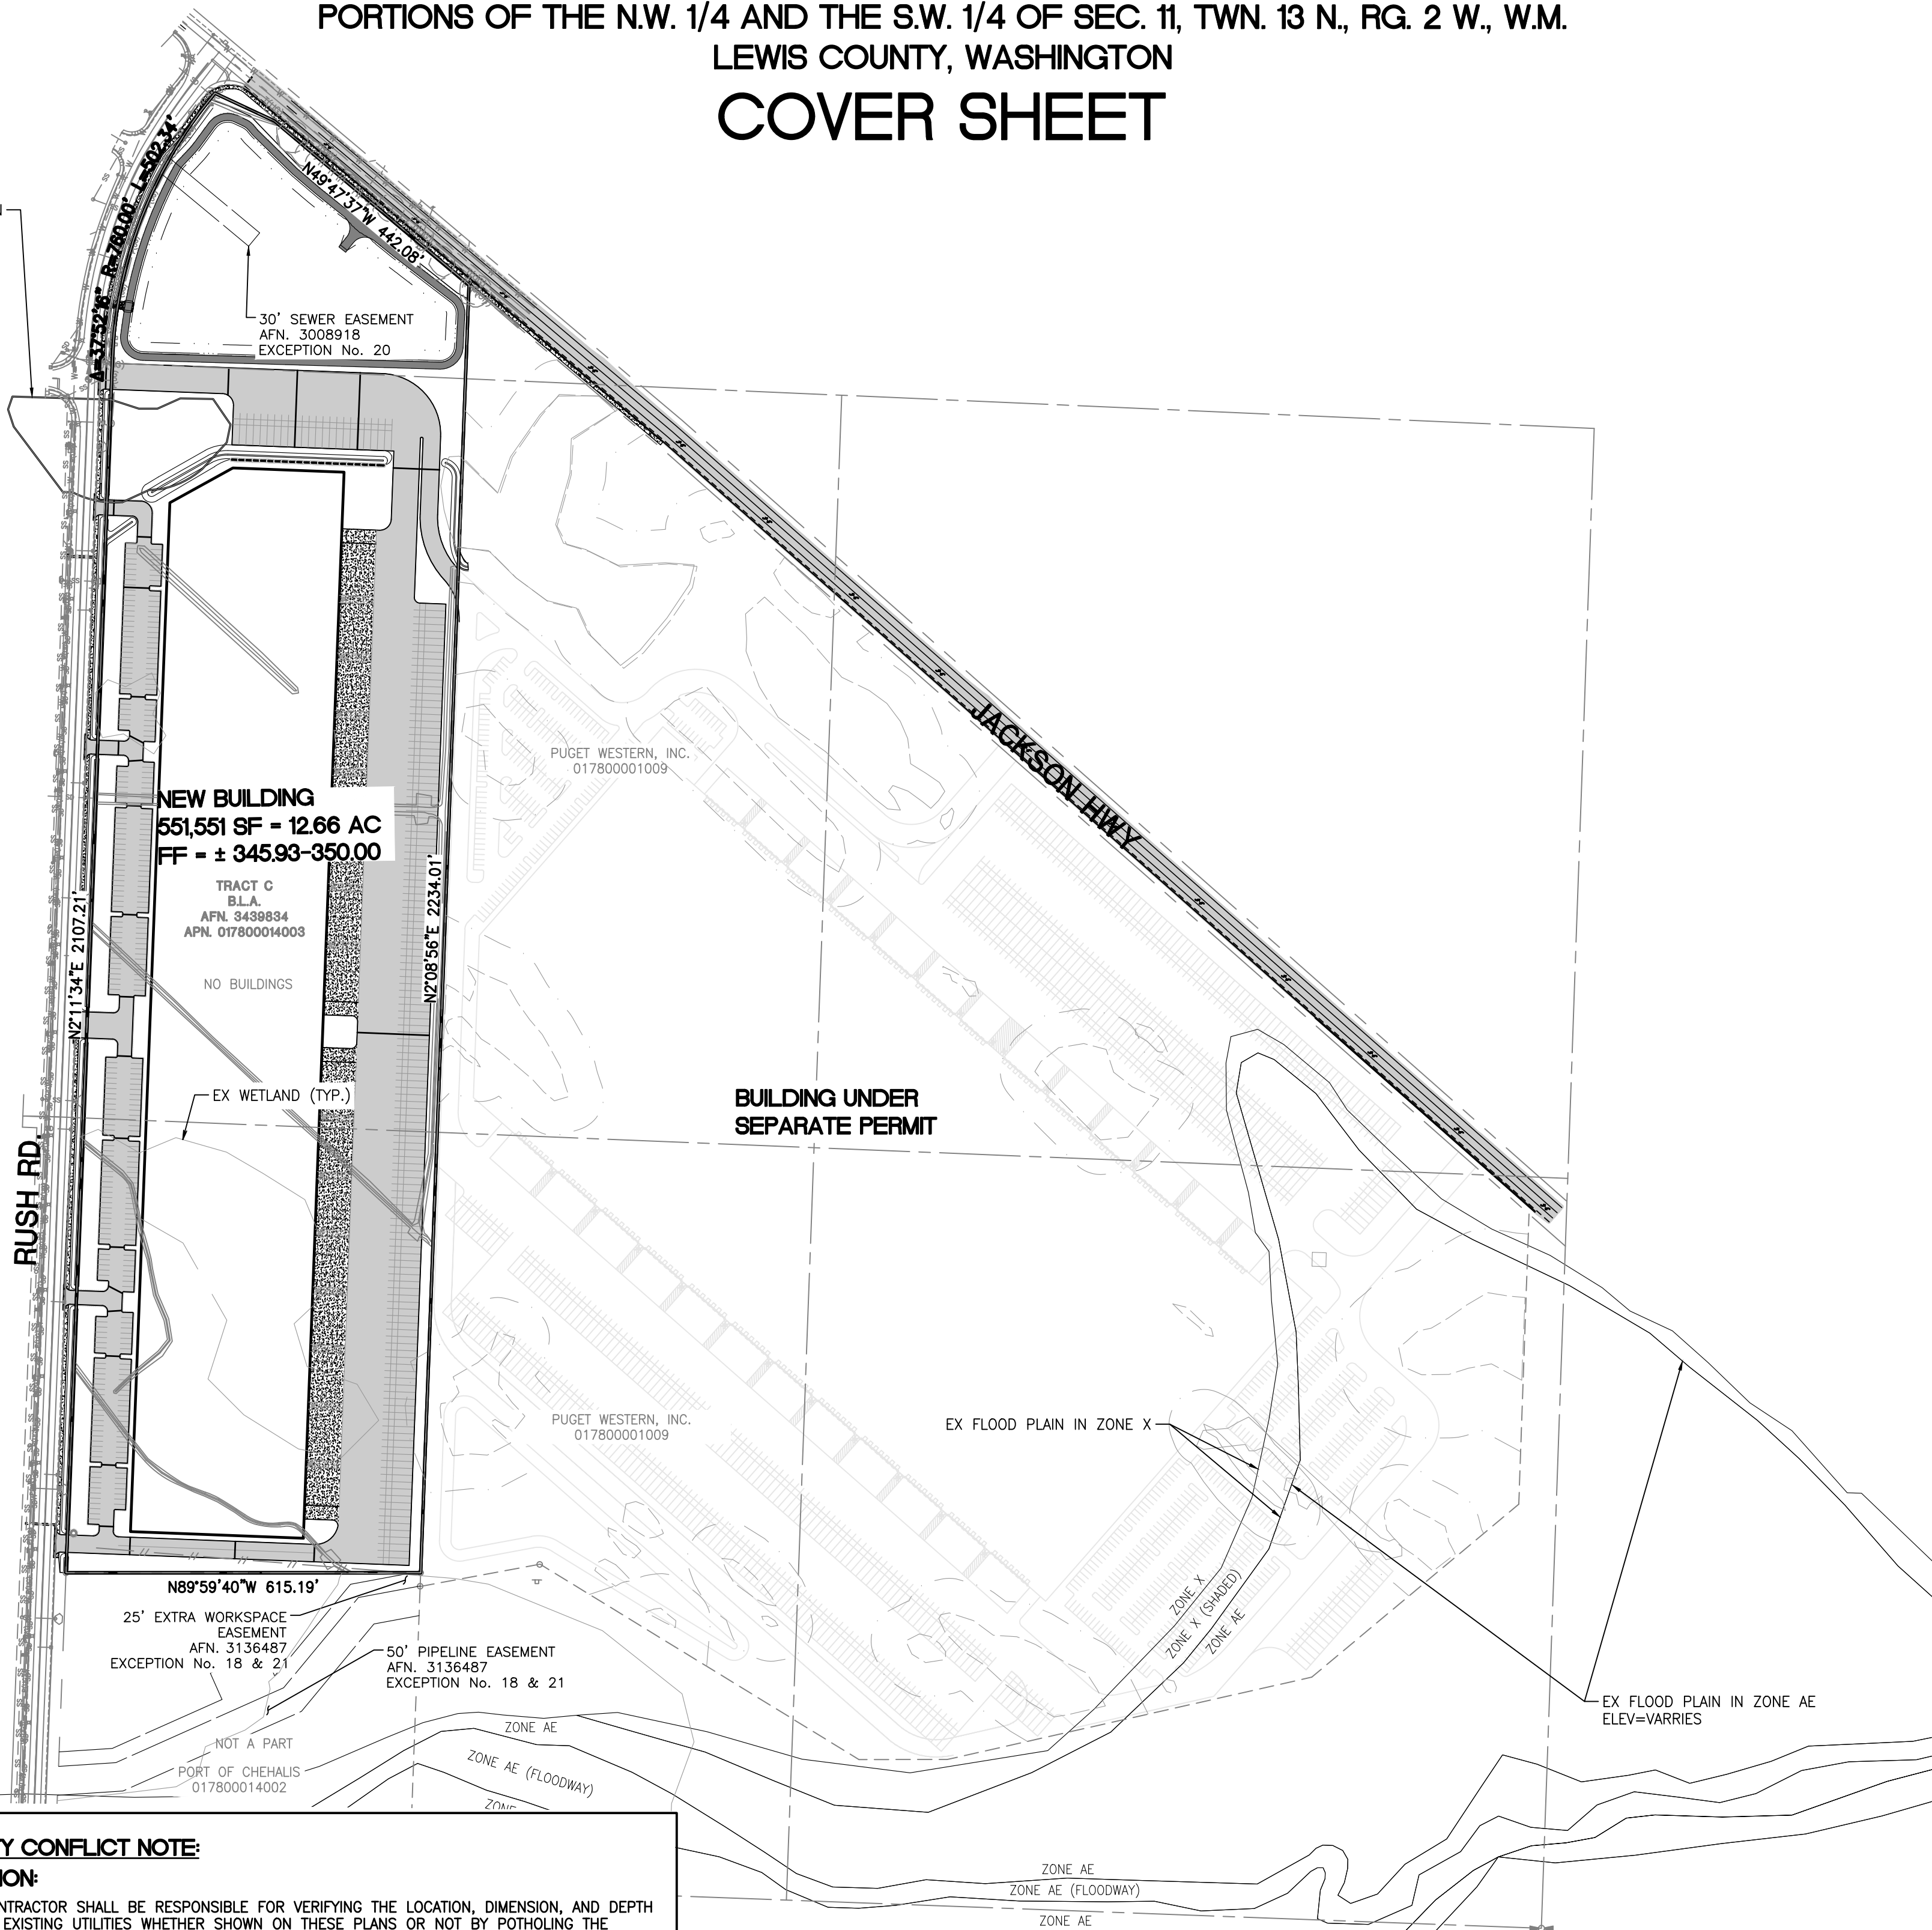 PORTIONS OF THE N.W. 1/4 AND THE S.W. 1/4 OF SEC. 11, TWN. 13 N., RG. 2 W., W.M.
LEWIS COUNTY, WASHINGTON
COVER SHEET
Δ=37°52'16" R=760.00' L=502.34'
N49°47'37"W 442.08'
30' SEWER EASEMENT
AFN. 3008918
EXCEPTION No. 20
JACKSON HWY
PUGET WESTERN, INC.
017800001009
NEW BUILDING
551,551 SF = 12.66 AC
FF = ± 345.93-350.00
TRACT C
B.L.A.
AFN. 3439834
APN. 017800014003
NO BUILDINGS
N2°11'34"E 2107.21'
N2°08'56"E 2234.01'
EX WETLAND (TYP.)
BUILDING UNDER
SEPARATE PERMIT
RUSH RD.
PUGET WESTERN, INC.
017800001009
EX FLOOD PLAIN IN ZONE X
ZONE X
ZONE X (SHADED)
ZONE AE
N89°59'40"W 615.19'
25' EXTRA WORKSPACE
EASEMENT
AFN. 3136487
EXCEPTION No. 18 & 21
50' PIPELINE EASEMENT
AFN. 3136487
EXCEPTION No. 18 & 21
EX FLOOD PLAIN IN ZONE AE
ELEV=VARRIES
NOT A PART
PORT OF CHEHALIS
017800014002
ZONE AE
ZONE AE (FLOODWAY)
ZONE
CONFLICT NOTE:
SHALL BE RESPONSIBLE FOR VERIFYING THE LOCATION, DIMENSION, AND DEPTH
EXISTING UTILITIES WHETHER SHOWN ON THESE PLANS OR NOT BY POTHOLING THE
ZONE AE
ZONE AE (FLOODWAY)
ZONE AE